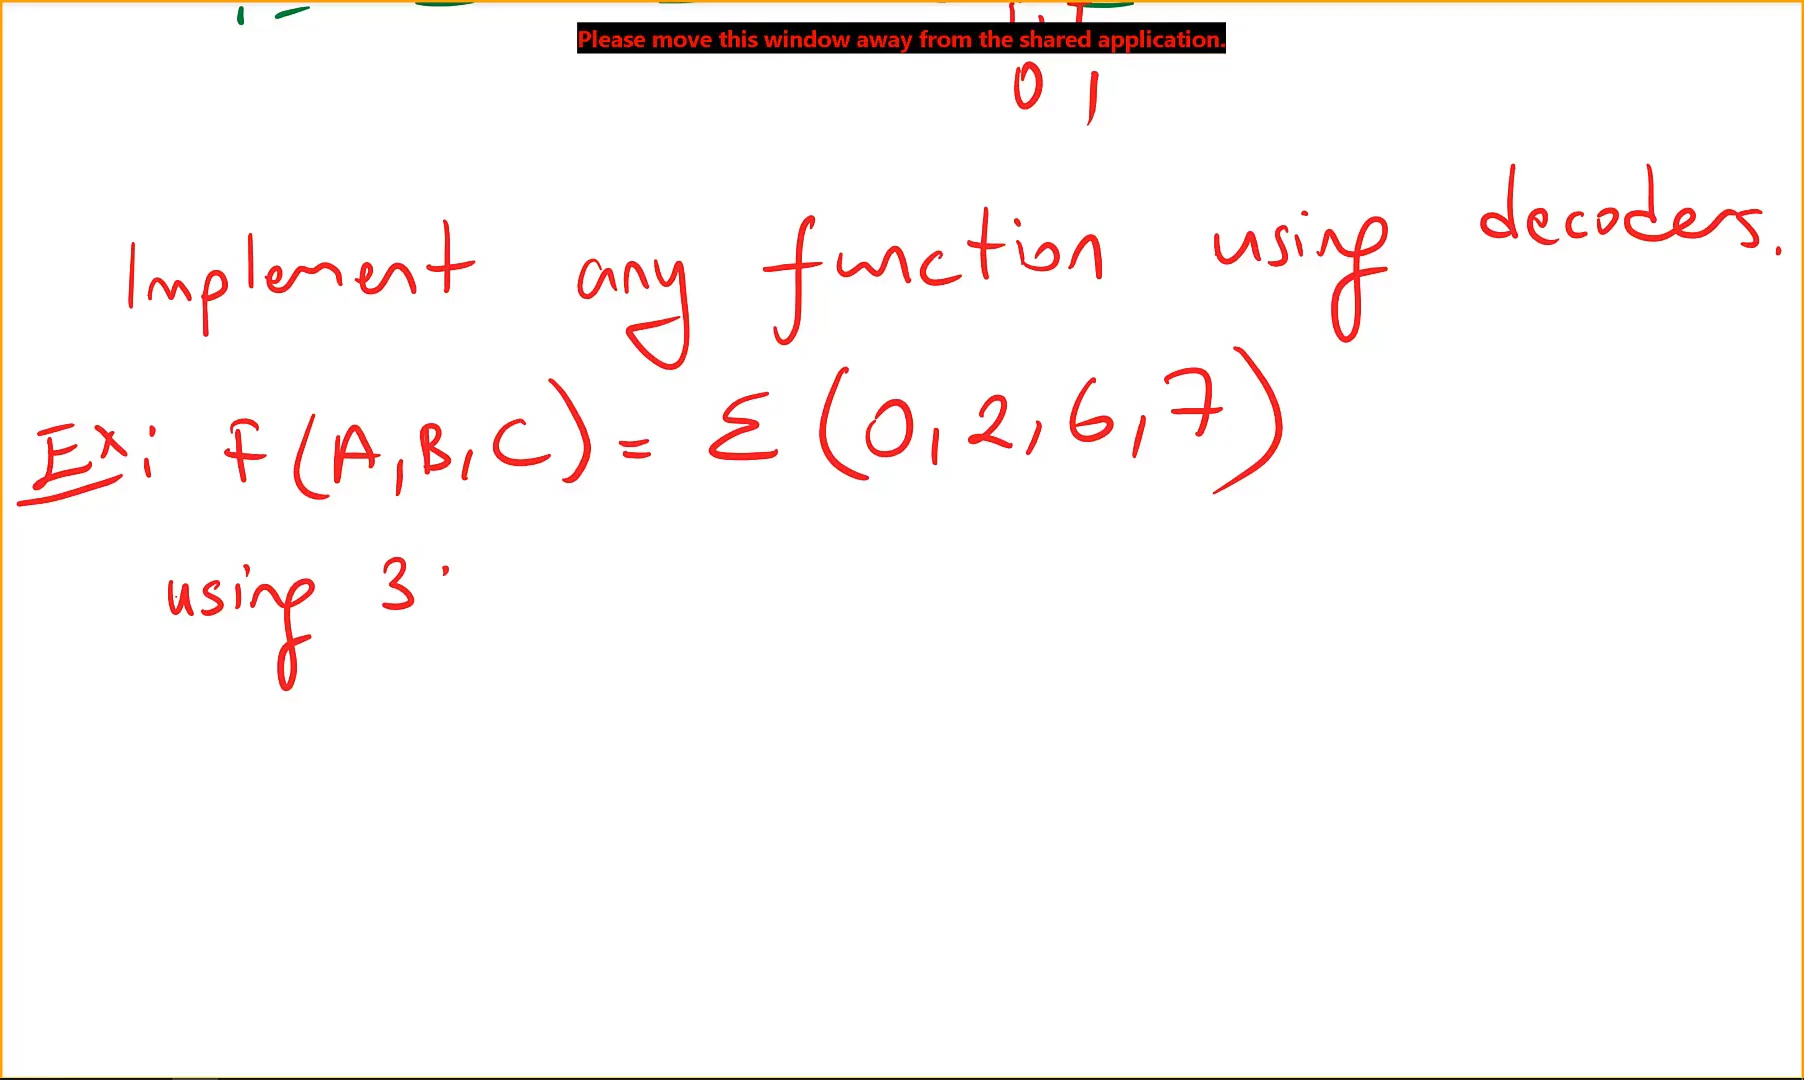 Please move this window away from the shared application.
0 1
Implement any function using decoders.
Ex: F(A,B,C) = Σ(0,2,6,7)
using 3